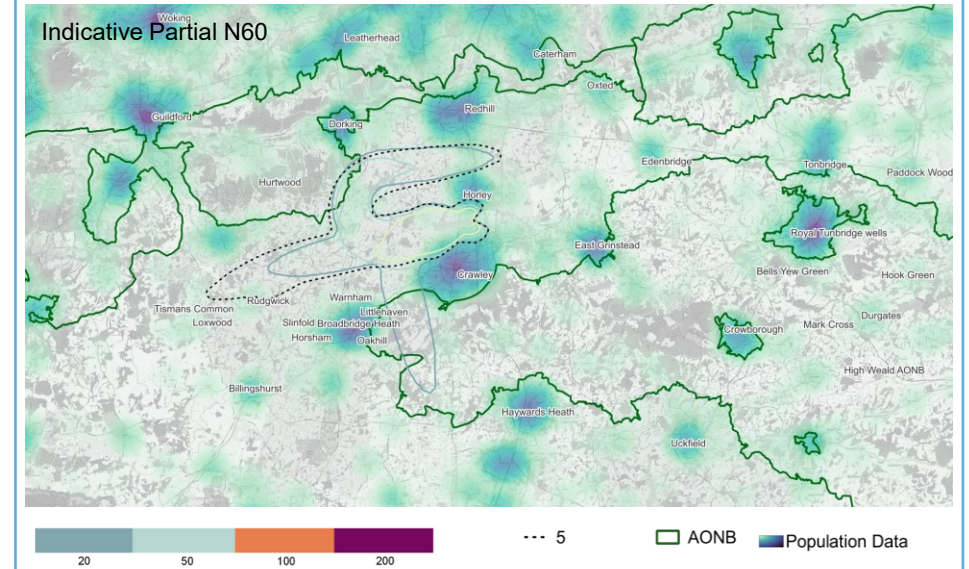 Indicative Partial N60
Woking
Leatherhead
Caterham
Oxted
Guildford
Redhill
Dorking
Edenbridge
Tonbridge
Paddock Wood
Hurtwood
Horley
Royal Tunbridge wells
East Grinstead
Crawley
Bells Yew Green
Hook Green
Tismans Common
Rudgwick
Warnham
Loxwood
Littlehaven
Slinfold
Broadbridge Heath
Horsham
Oakhill
Crowborough
Mark Cross
Durgates
High Weald AONB
Billingshurst
Haywards Heath
Uckfield
20 50 100 200
5
AONB
Population Data